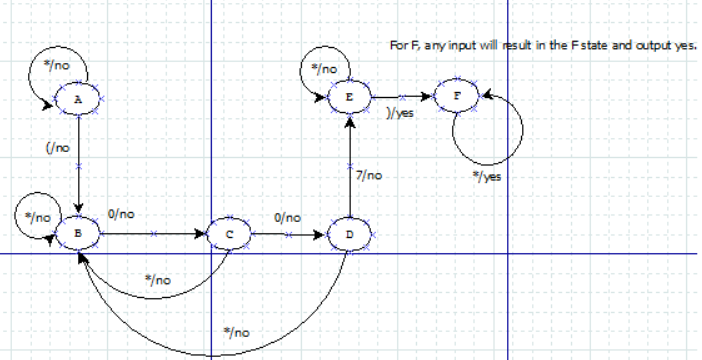 For F, any input will result in the F state and output yes.
*/no
*/no
A
E
F
)/yes
(/no
7/no
*/yes
*/no
B
0/no
C
0/no
D
*/no
*/no